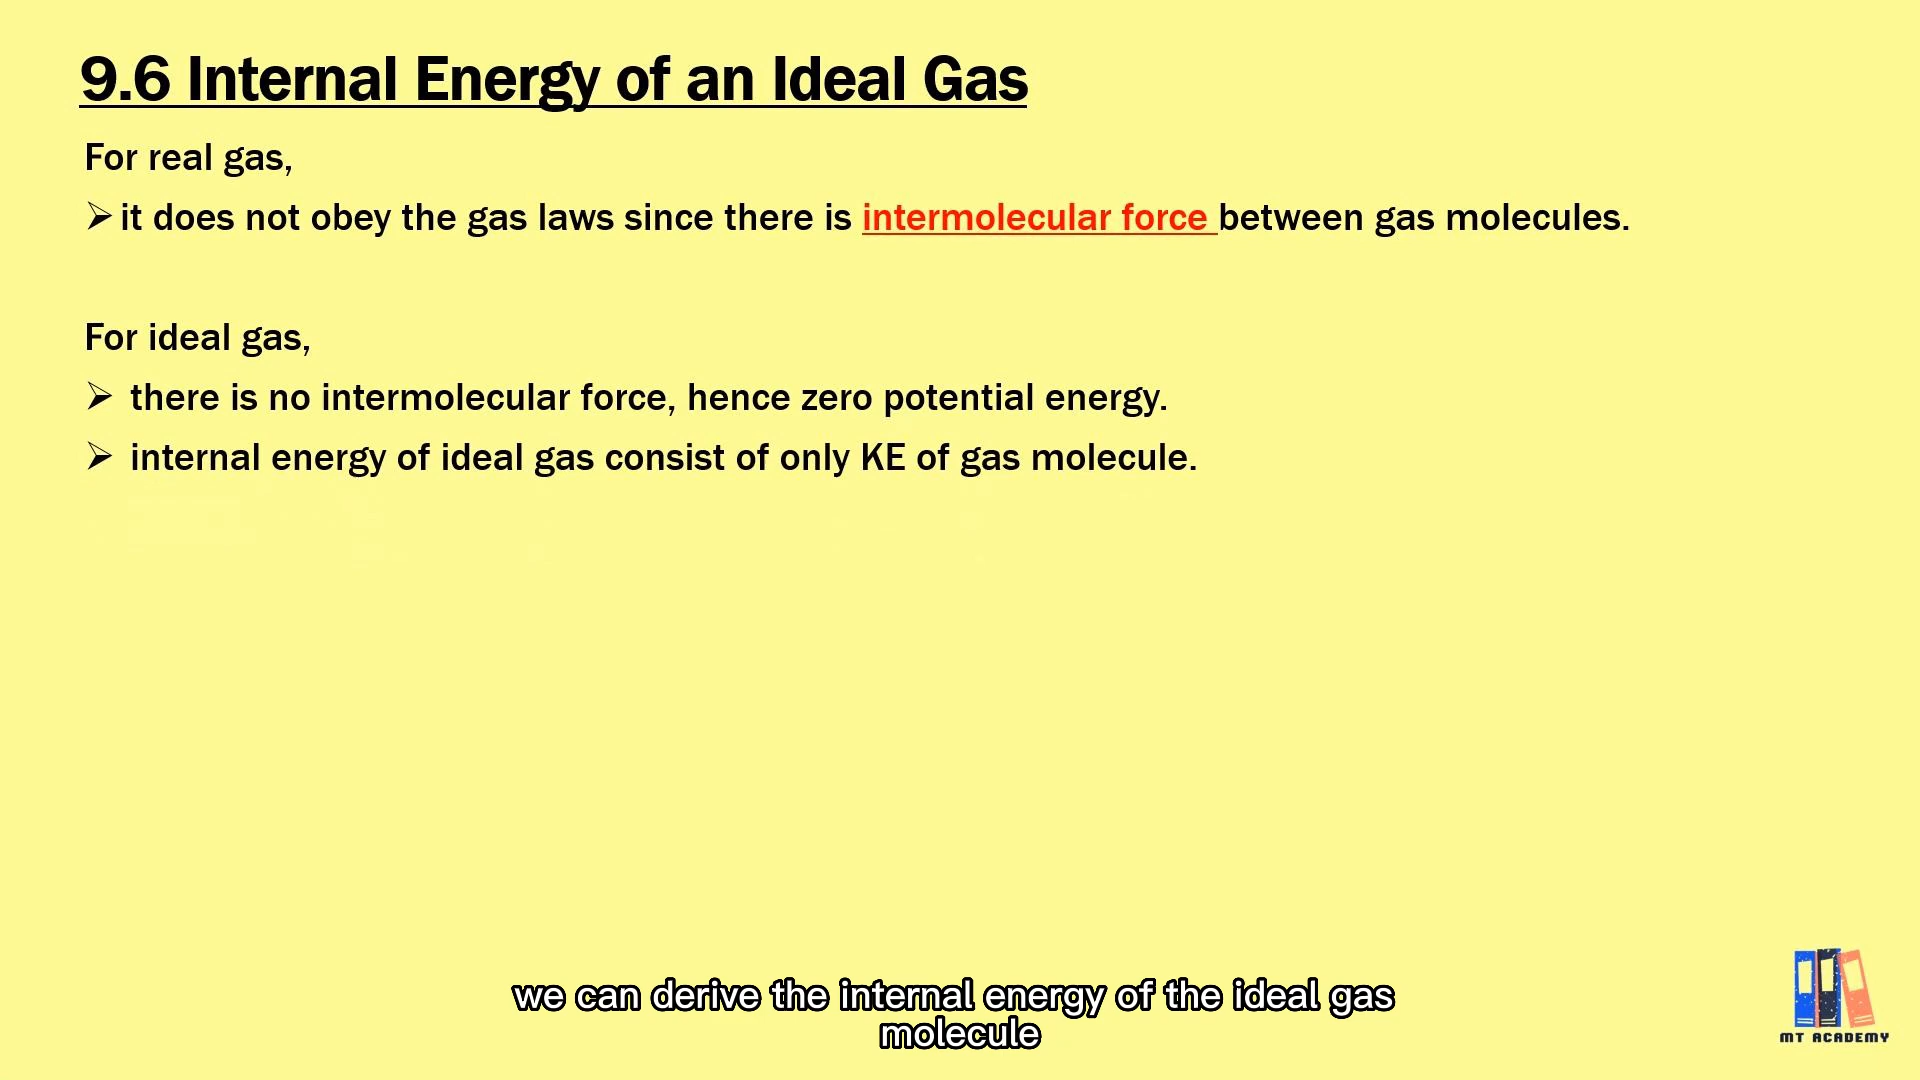 9.6 Internal Energy of an Ideal Gas
For real gas,
➢ it does not obey the gas laws since there is intermolecular force between gas molecules.
For ideal gas,
➢ there is no intermolecular force, hence zero potential energy.
➢ internal energy of ideal gas consist of only KE of gas molecule.
we can derive the internal energy of the ideal gas
molecule
MT ACADEMY